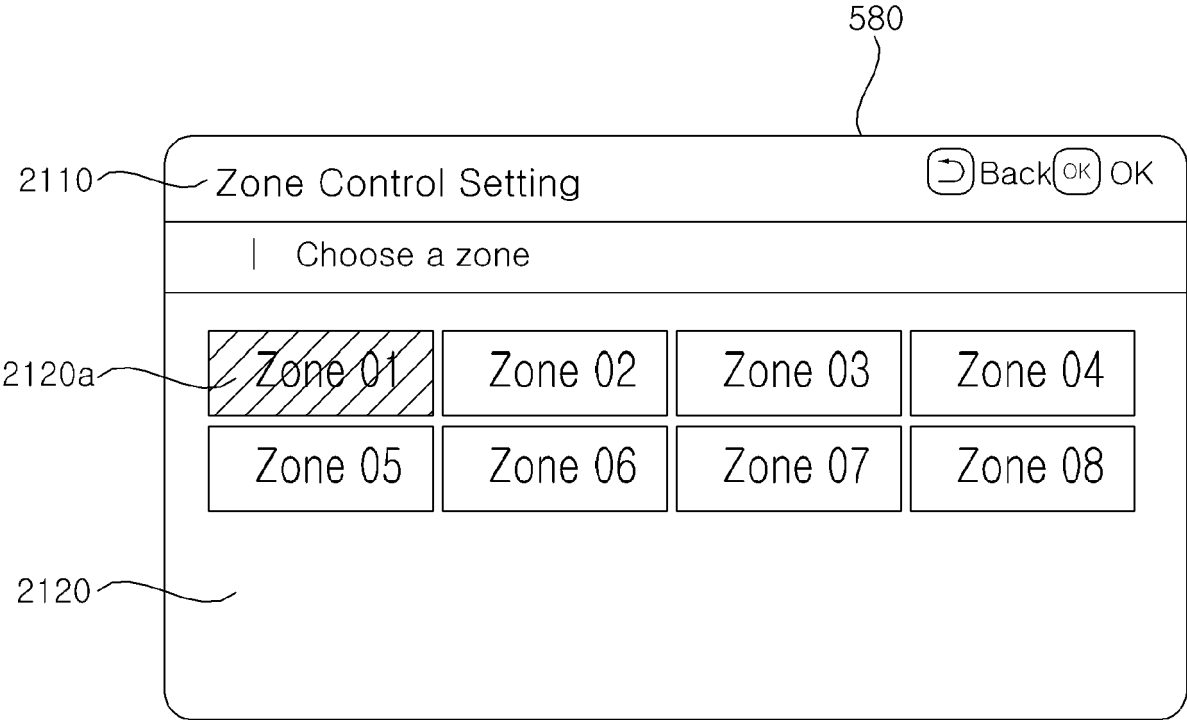 580
2110 Zone Control Setting Back OK OK
Choose a zone
2120a Zone 01 Zone 02 Zone 03 Zone 04
Zone 05 Zone 06 Zone 07 Zone 08
2120